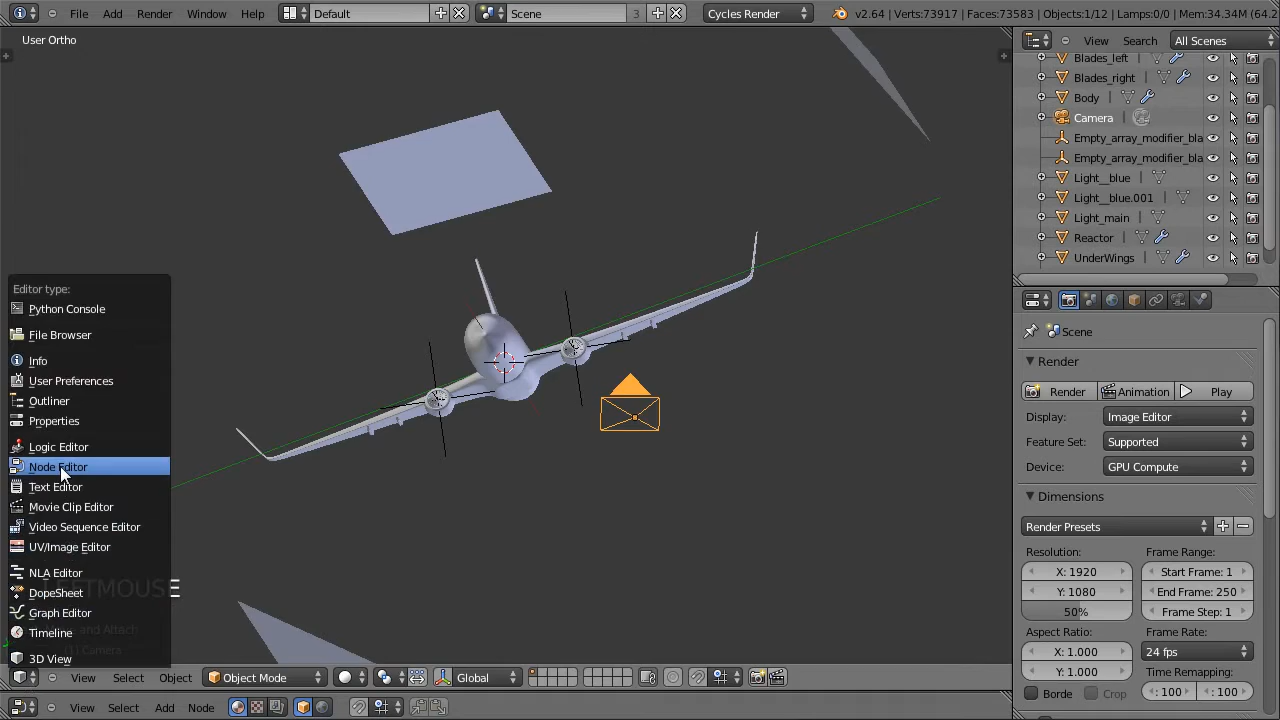 File Add Render Window Help Default Scene 3 Cycles Render v2.64 | Verts:73917 | Faces:73583 | Objects:1/12 | Lamps:0/0 | Mem:34.34M (64.2
User Ortho
View Search All Scenes
Blades_left
Blades_right
Body
Camera
Empty_array_modifier_bla
Empty_array_modifier_bla
Light__blue
Light__blue.001
Light_main
Reactor
UnderWings
Editor type:
Python Console
File Browser
Info
User Preferences
Outliner
Properties
Logic Editor
Node Editor
Text Editor
Movie Clip Editor
Video Sequence Editor
UV/Image Editor
NLA Editor
DopeSheet
Graph Editor
Timeline
3D View
Scene
Render
Render Animation Play
Display: Image Editor
Feature Set: Supported
Device: GPU Compute
Dimensions
Render Presets
Resolution: Frame Range:
X: 1920 Start Frame: 1
Y: 1080 End Frame: 250
50% Frame Step: 1
Aspect Ratio: Frame Rate:
X: 1.000 24 fps
Y: 1.000 Time Remapping:
Borde Crop : 100 : 100
View Select Object Object Mode Global
View Select Add Node